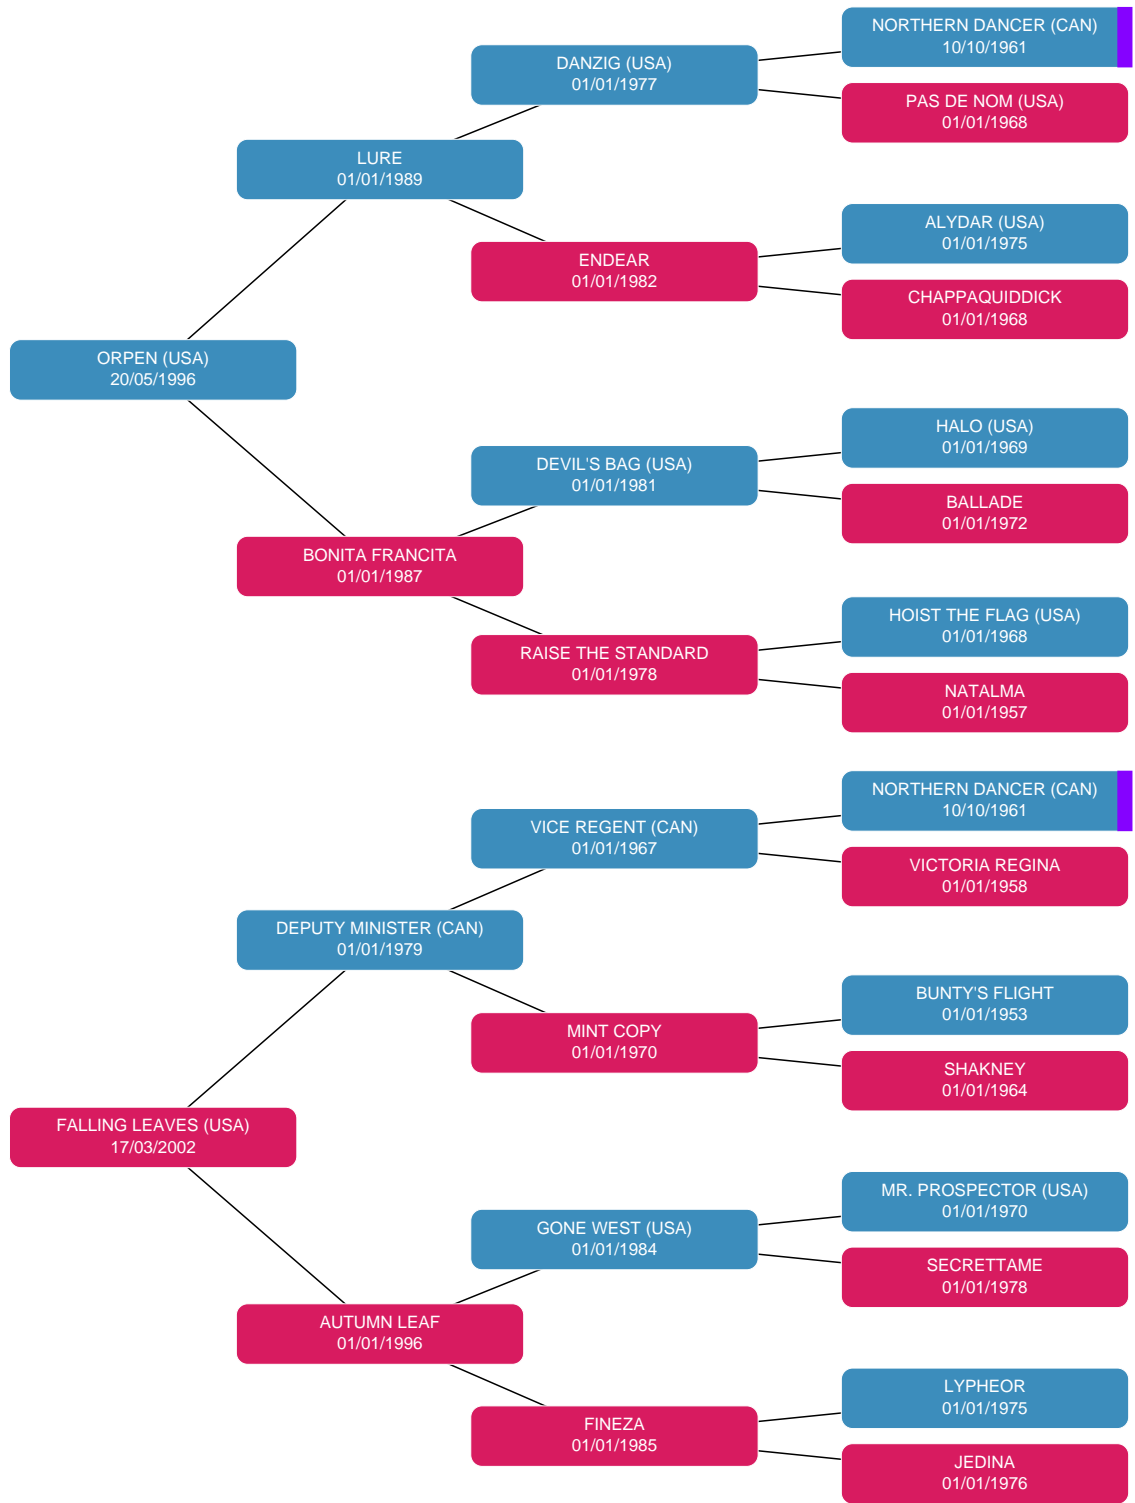 NORTHERN DANCER (CAN)
10/10/1961
DANZIG (USA)
01/01/1977
PAS DE NOM (USA)
01/01/1968
LURE
01/01/1989
ALYDAR (USA)
01/01/1975
ENDEAR
01/01/1982
CHAPPAQUIDDICK
01/01/1968
ORPEN (USA)
20/05/1996
HALO (USA)
01/01/1969
DEVIL'S BAG (USA)
01/01/1981
BALLADE
01/01/1972
BONITA FRANCITA
01/01/1987
HOIST THE FLAG (USA)
01/01/1968
RAISE THE STANDARD
01/01/1978
NATALMA
01/01/1957
NORTHERN DANCER (CAN)
10/10/1961
VICE REGENT (CAN)
01/01/1967
VICTORIA REGINA
01/01/1958
DEPUTY MINISTER (CAN)
01/01/1979
BUNTY'S FLIGHT
01/01/1953
MINT COPY
01/01/1970
SHAKNEY
01/01/1964
FALLING LEAVES (USA)
17/03/2002
MR. PROSPECTOR (USA)
01/01/1970
GONE WEST (USA)
01/01/1984
SECRETTAME
01/01/1978
AUTUMN LEAF
01/01/1996
LYPHEOR
01/01/1975
FINEZA
01/01/1985
JEDINA
01/01/1976